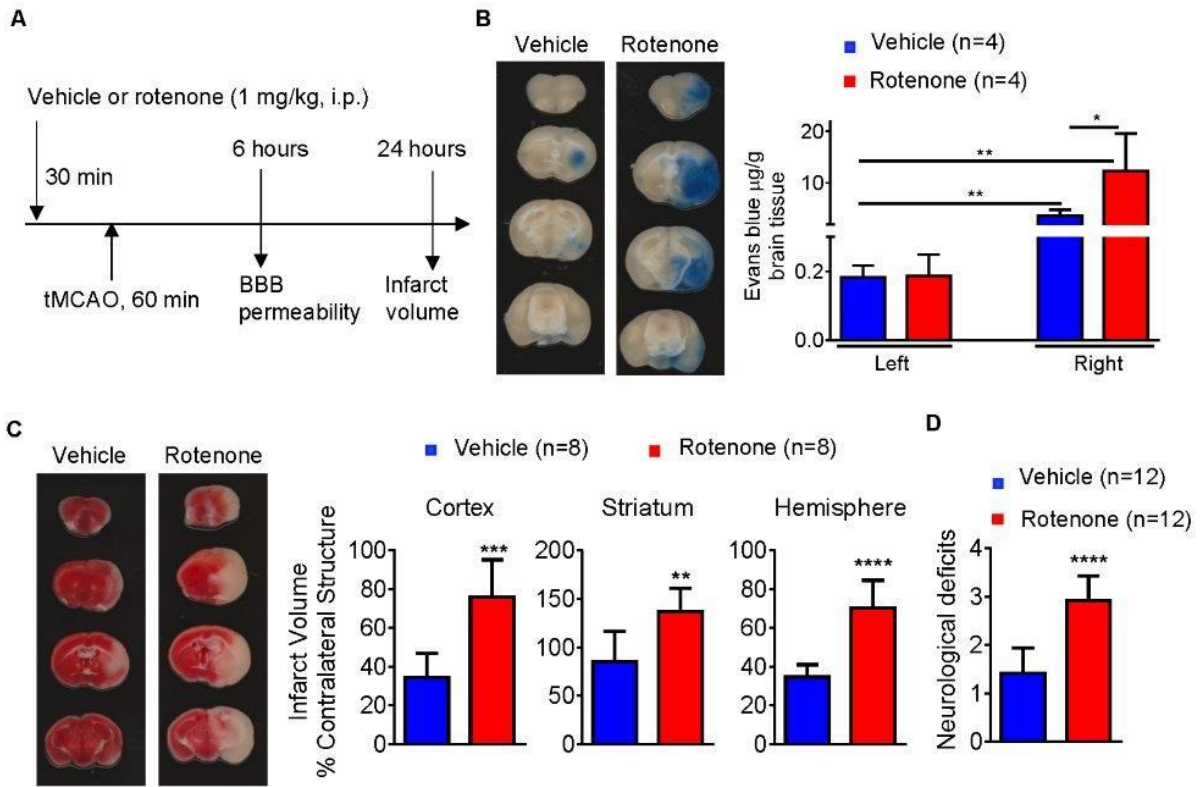 A
Vehicle or rotenone (1 mg/kg, i.p.)
30 min
6 hours
24 hours
tMCAO, 60 min
BBB
permeability
Infarct
volume
B
Vehicle
Rotenone
Vehicle (n=4)
Rotenone (n=4)
Evans blue µg/g
brain tissue
20
10
0.2
0.0
**
**
*
Left
Right
C
Vehicle
Rotenone
Vehicle (n=8)
Rotenone (n=8)
Infarct Volume
% Contralateral Structure
Cortex
100
80
60
40
20
0
***
Striatum
200
150
100
50
0
**
Hemisphere
100
80
60
40
20
0
****
D
Vehicle (n=12)
Rotenone (n=12)
Neurological deficits
4
3
2
1
0
****